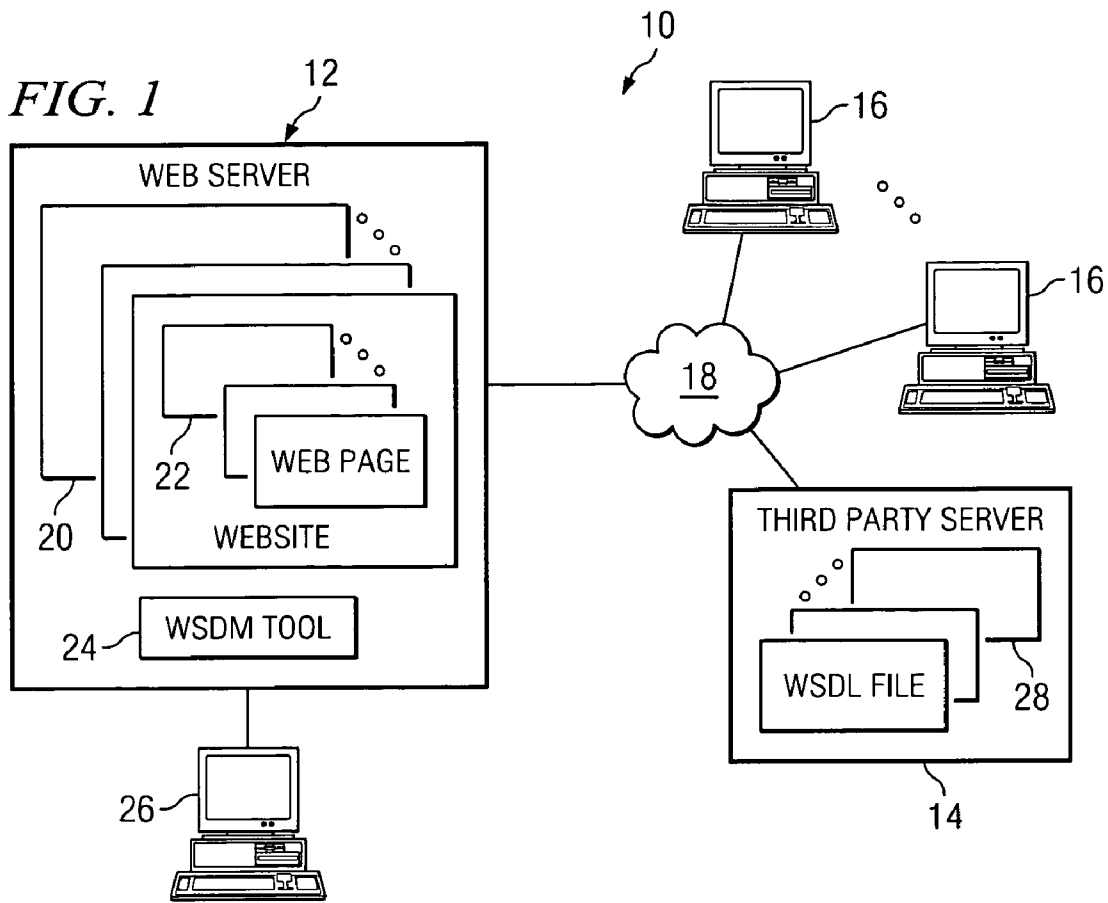 FIG. 1
10
12
16
WEB SERVER
16
18
22
WEB PAGE
20
WEBSITE
THIRD PARTY SERVER
24
WSDM TOOL
WSDL FILE
28
26
14